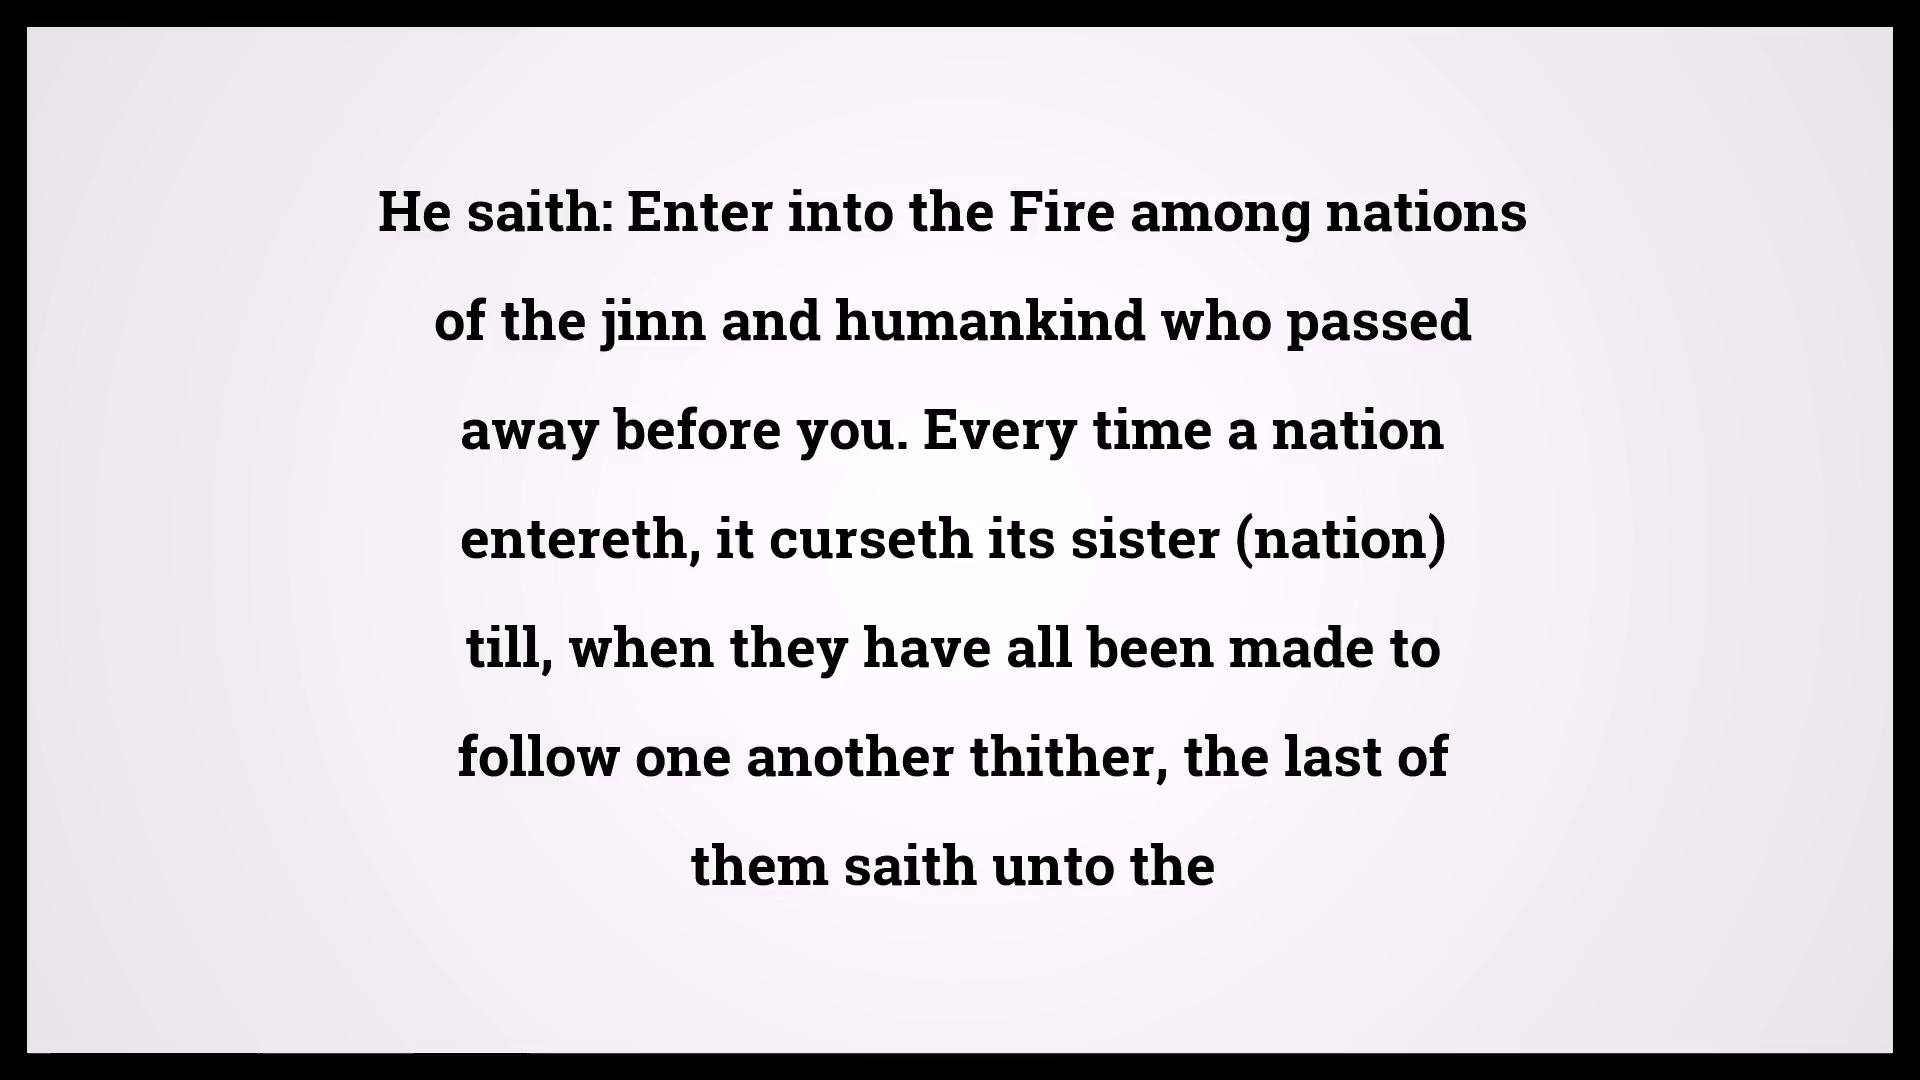 He saith: Enter into the Fire among nations
of the jinn and humankind who passed
away before you. Every time a nation
entereth, it curseth its sister (nation)
till, when they have all been made to
follow one another thither, the last of
them saith unto the